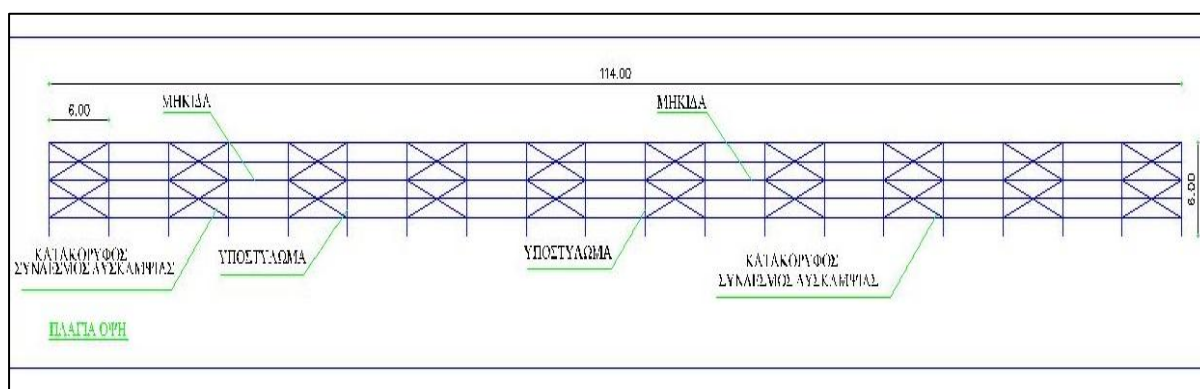 114.00
6.00
ΜΗΚΙΔΑ
ΜΗΚΙΔΑ
6.00
ΚΑΤΑΚΟΡΥΦΟΣ
ΣΥΝΔΕΣΜΟΣ ΔΥΣΚΑΜΨΙΑΣ
ΥΠΟΣΤΥΛΩΜΑ
ΥΠΟΣΤΥΛΩΜΑ
ΚΑΤΑΚΟΡΥΦΟΣ
ΣΥΝΔΕΣΜΟΣ ΔΥΣΚΑΜΨΙΑΣ
ΠΛΑΓΙΑ ΟΨΗ